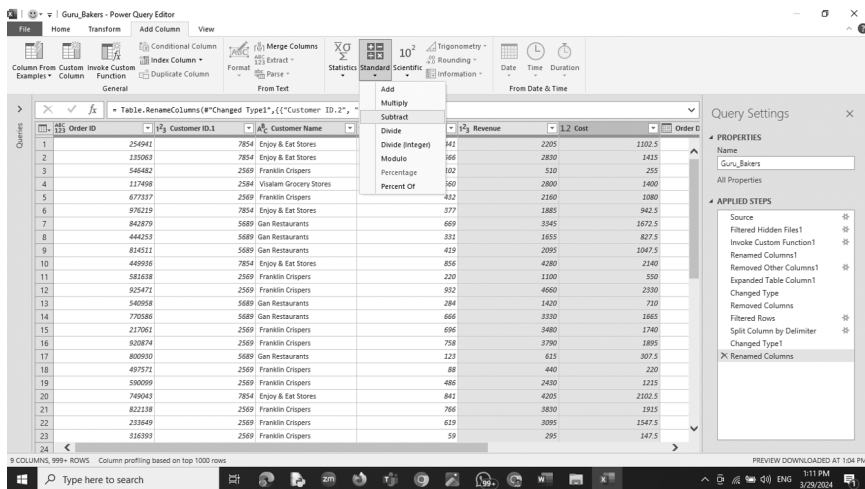 Guru_Bakers - Power Query Editor
File Home Transform Add Column View
Column From Examples Custom Column Invoke Custom Function
Conditional Column
Index Column
Duplicate Column
General
Format
Merge Columns
Extract
Parse
From Text
Statistics Standard Scientific
10²
Trigonometry
Rounding
Information
Date Time Duration
From Date & Time
Add
Multiply
Subtract
Divide
Divide (Integer)
Modulo
Percentage
Percent Of
Queries
fx = Table.RenameColumns(#"Changed Type1",{{"Customer ID.2", "
Order ID 1²3 Customer ID.1 Customer Name 1²3 Revenue 1.2 Cost Order D
1 254941 7854 Enjoy & Eat Stores 441 2205 1102.5
2 135063 7854 Enjoy & Eat Stores 566 2830 1415
3 546482 2569 Franklin Crispers 102 510 255
4 117498 2584 Visalam Grocery Stores 560 2800 1400
5 677337 2569 Franklin Crispers 432 2160 1080
6 976219 7854 Enjoy & Eat Stores 377 1885 942.5
7 842879 5689 Gan Restaurants 669 3345 1672.5
8 444253 5689 Gan Restaurants 331 1655 827.5
9 814511 5689 Gan Restaurants 419 2095 1047.5
10 449936 7854 Enjoy & Eat Stores 856 4280 2140
11 581638 2569 Franklin Crispers 220 1100 550
12 925471 2569 Franklin Crispers 932 4660 2330
13 540958 5689 Gan Restaurants 284 1420 710
14 770586 5689 Gan Restaurants 666 3330 1665
15 217061 2569 Franklin Crispers 696 3480 1740
16 920874 2569 Franklin Crispers 758 3790 1895
17 800930 5689 Gan Restaurants 123 615 307.5
18 497571 2569 Franklin Crispers 88 440 220
19 590099 2569 Franklin Crispers 486 2430 1215
20 749043 7854 Enjoy & Eat Stores 841 4205 2102.5
21 822138 2569 Franklin Crispers 766 3830 1915
22 233649 2569 Franklin Crispers 619 3095 1547.5
23 316393 2569 Franklin Crispers 59 295 147.5
24
Query Settings
PROPERTIES
Name
Guru_Bakers
All Properties
APPLIED STEPS
Source
Filtered Hidden Files1
Invoke Custom Function1
Renamed Columns1
Removed Other Columns1
Expanded Table Column1
Changed Type
Removed Columns
Filtered Rows
Split Column by Delimiter
Changed Type1
Renamed Columns
9 COLUMNS, 999+ ROWS Column profiling based on top 1000 rows
PREVIEW DOWNLOADED AT 1:04 PM
Type here to search
zm
99+
ENG
1:11 PM
3/29/2024